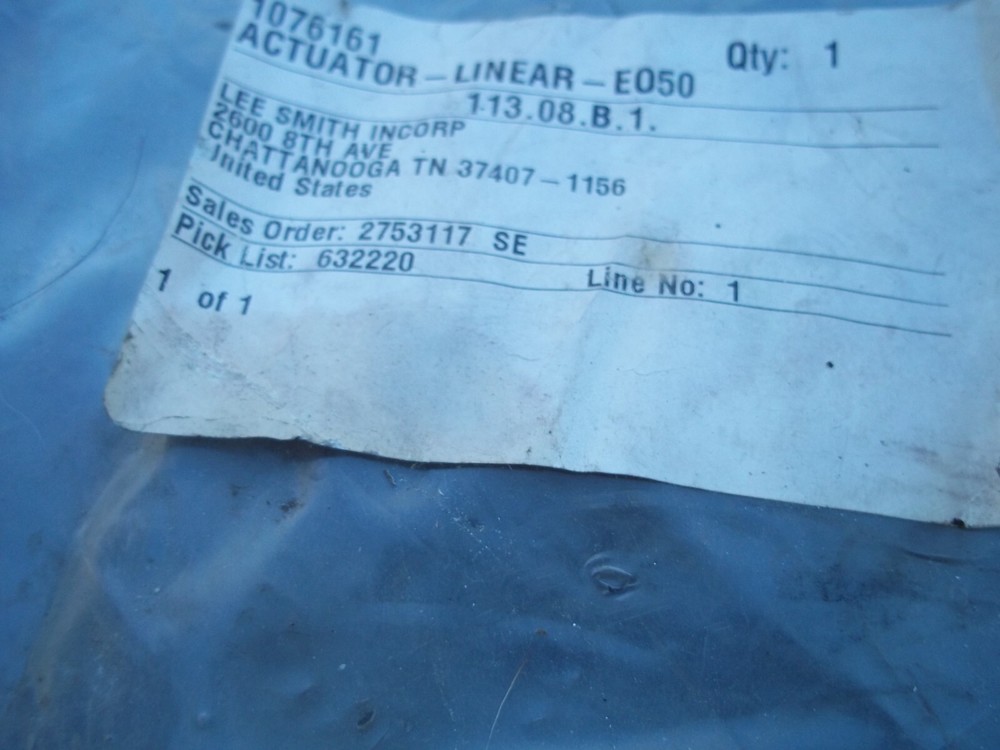 1076161 Qty: 1
ACTUATOR-LINEAR-EO50
113.08.B.1.
LEE SMITH INCORP
2600 8TH AVE
CHATTANOOGA TN 37407-1156
United States
Sales Order: 2753117 SE
Pick List: 632220 Line No: 1
1 of 1